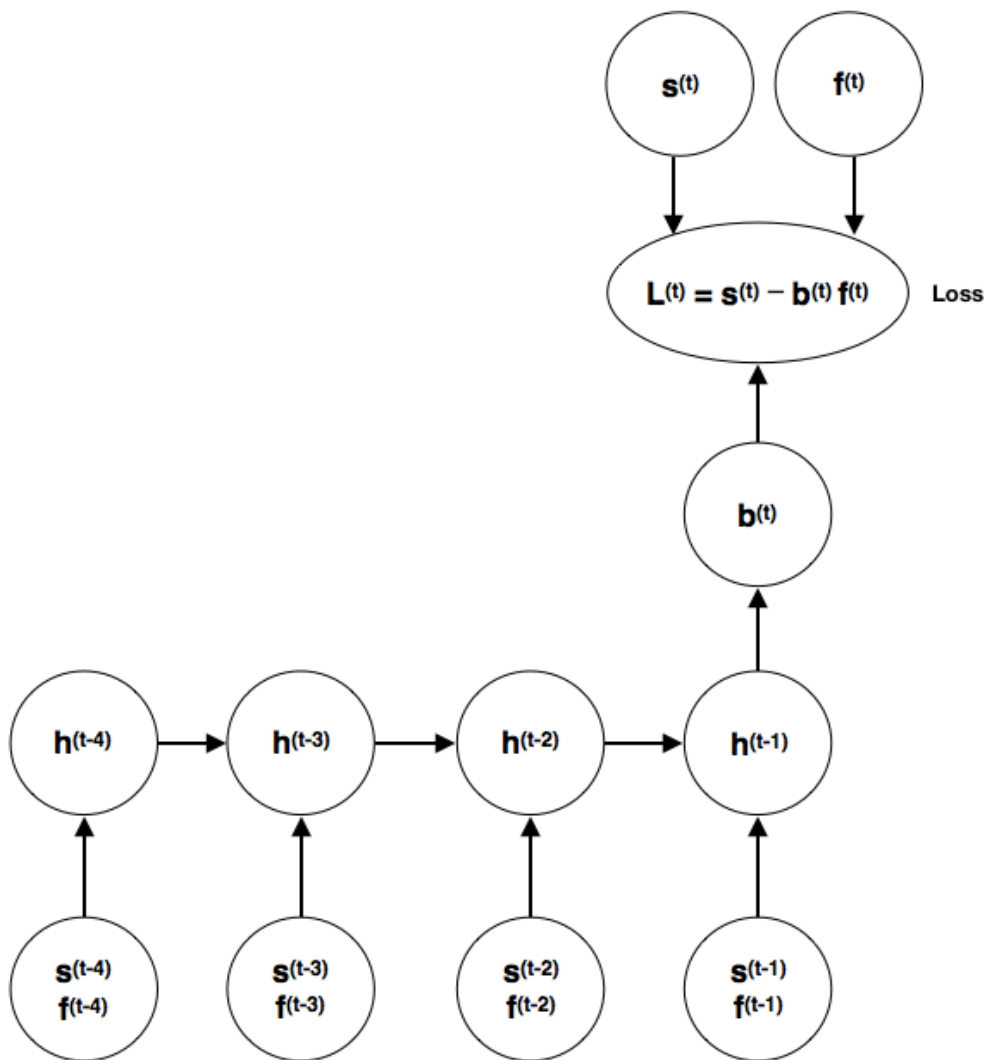 s(t) f(t)
L(t) = s(t) – b(t) f(t) Loss
b(t)
h(t-4) h(t-3) h(t-2) h(t-1)
s(t-4) s(t-3) s(t-2) s(t-1)
f(t-4) f(t-3) f(t-2) f(t-1)